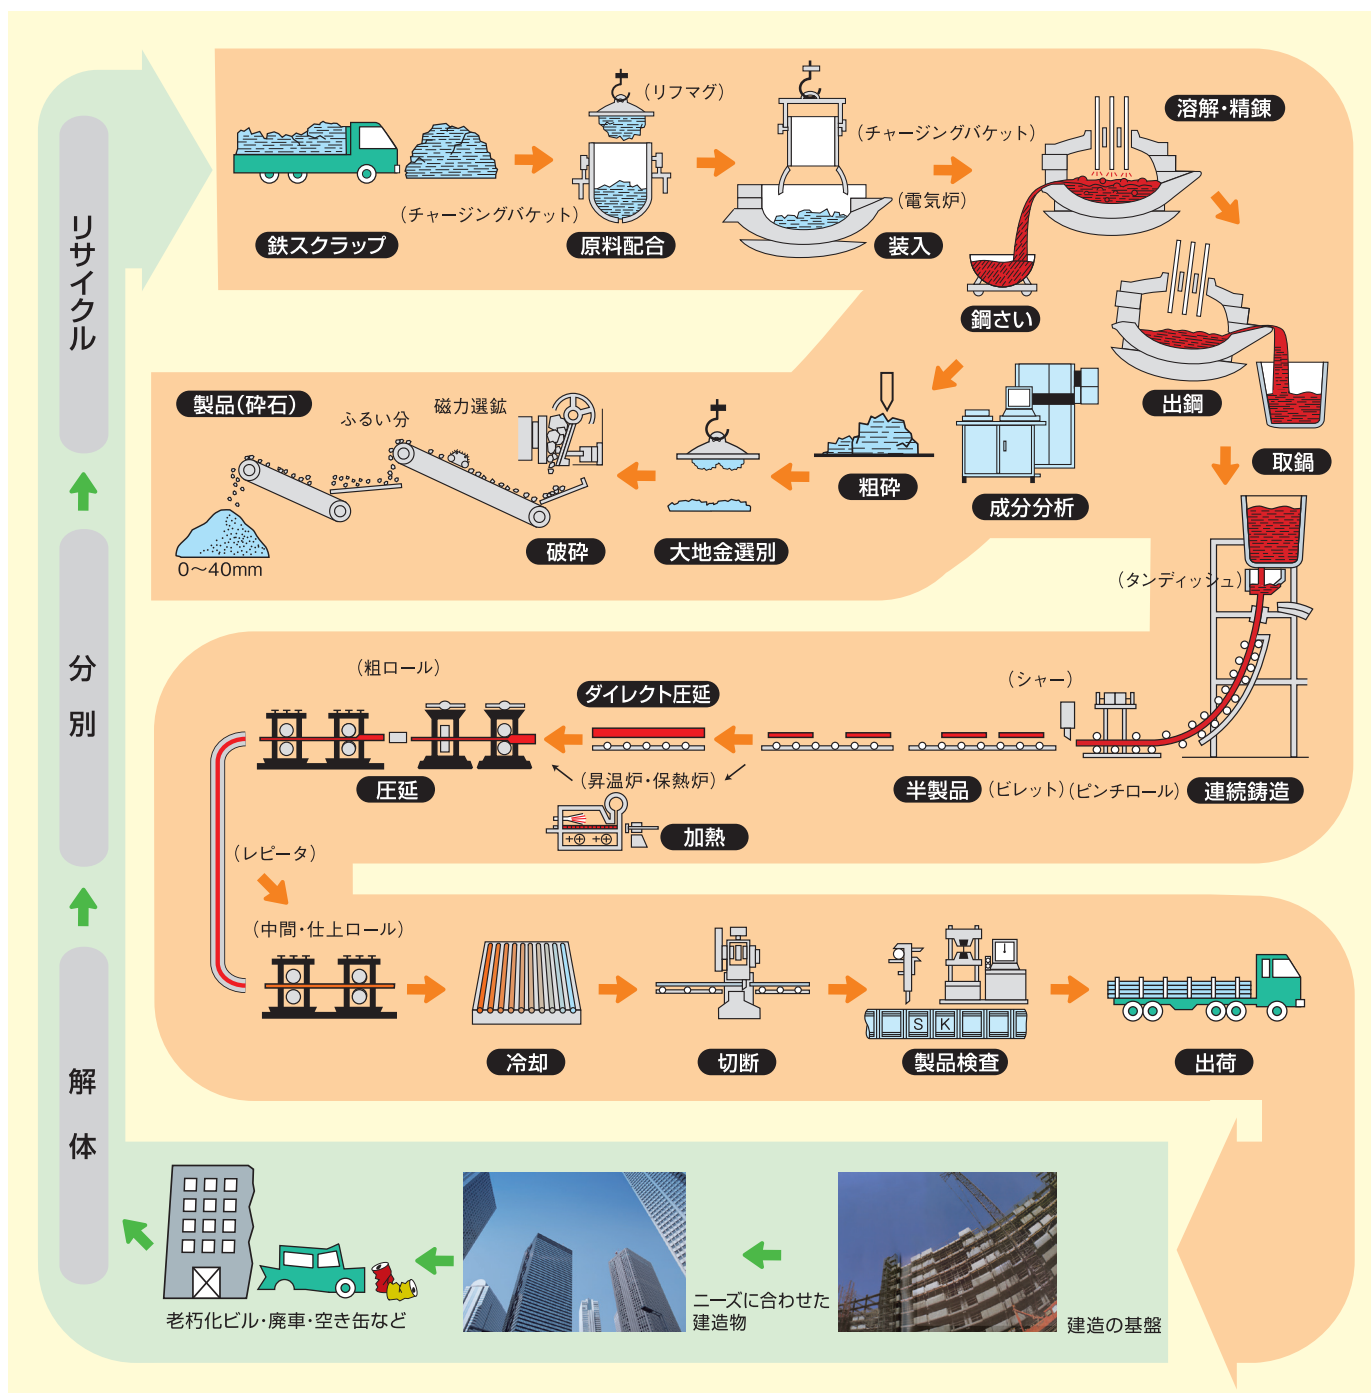 リサイクル
分別
解体
鉄スクラップ
(チャージングバケット)
(リフマグ)
原料配合
(チャージングバケット)
(電気炉)
装入
溶解・精錬
鋼さい
出鋼
取鍋
成分分析
粗砕
大地金選別
破砕
磁力選鉱
ふるい分
製品(砕石)
0〜40mm
(タンディッシュ)
連続鋳造
(ピンチロール)
(シャー)
(ビレット)
半製品
ダイレクト圧延
(昇温炉・保熱炉)
加熱
(粗ロール)
圧延
(レピータ)
(中間・仕上ロール)
冷却
切断
S K
製品検査
出荷
建造の基盤
ニーズに合わせた
建造物
老朽化ビル・廃車・空き缶など